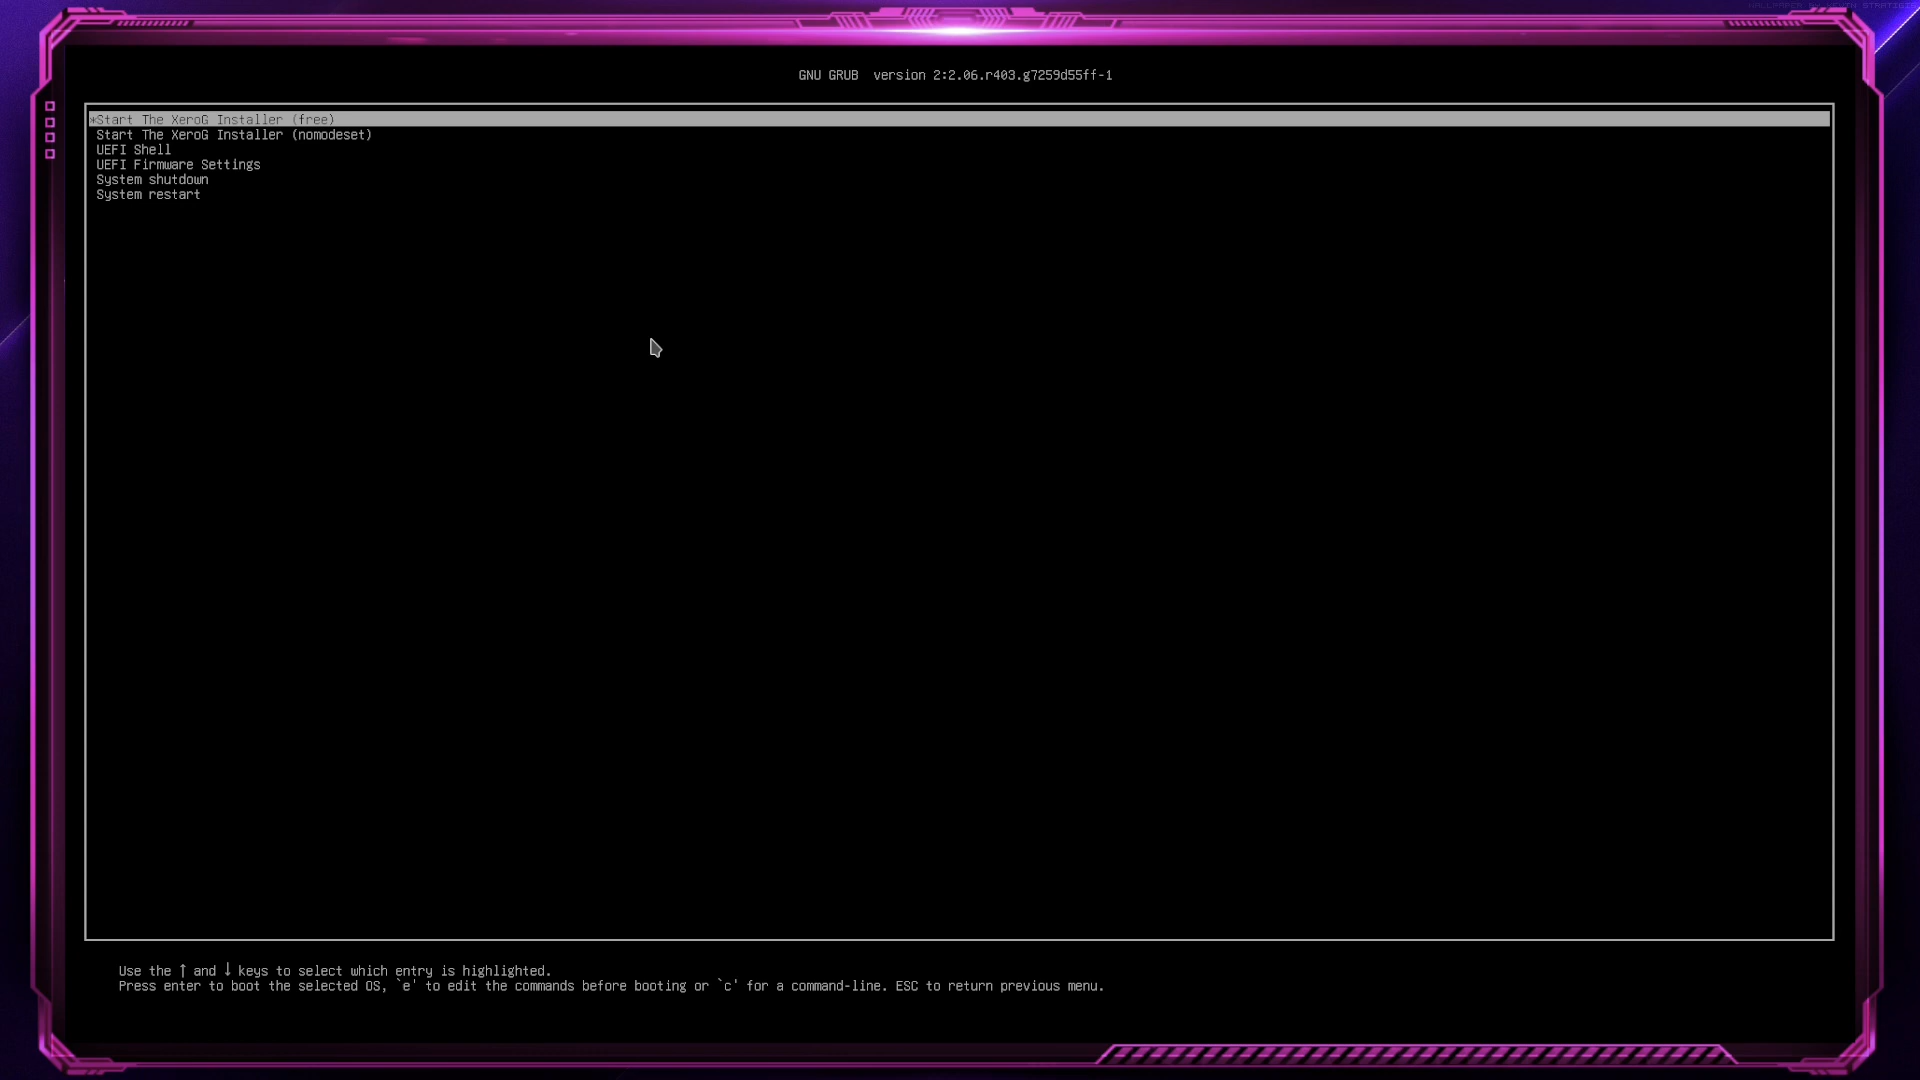 GNU GRUB  version 2:2.06.r403.g7259d55ff-1
*Start The XeroG Installer (free)
Start The XeroG Installer (nomodeset)
UEFI Shell
UEFI Firmware Settings
System shutdown
System restart
Use the ↑ and ↓ keys to select which entry is highlighted.
Press enter to boot the selected OS, `e' to edit the commands before booting or `c' for a command-line. ESC to return previous menu.